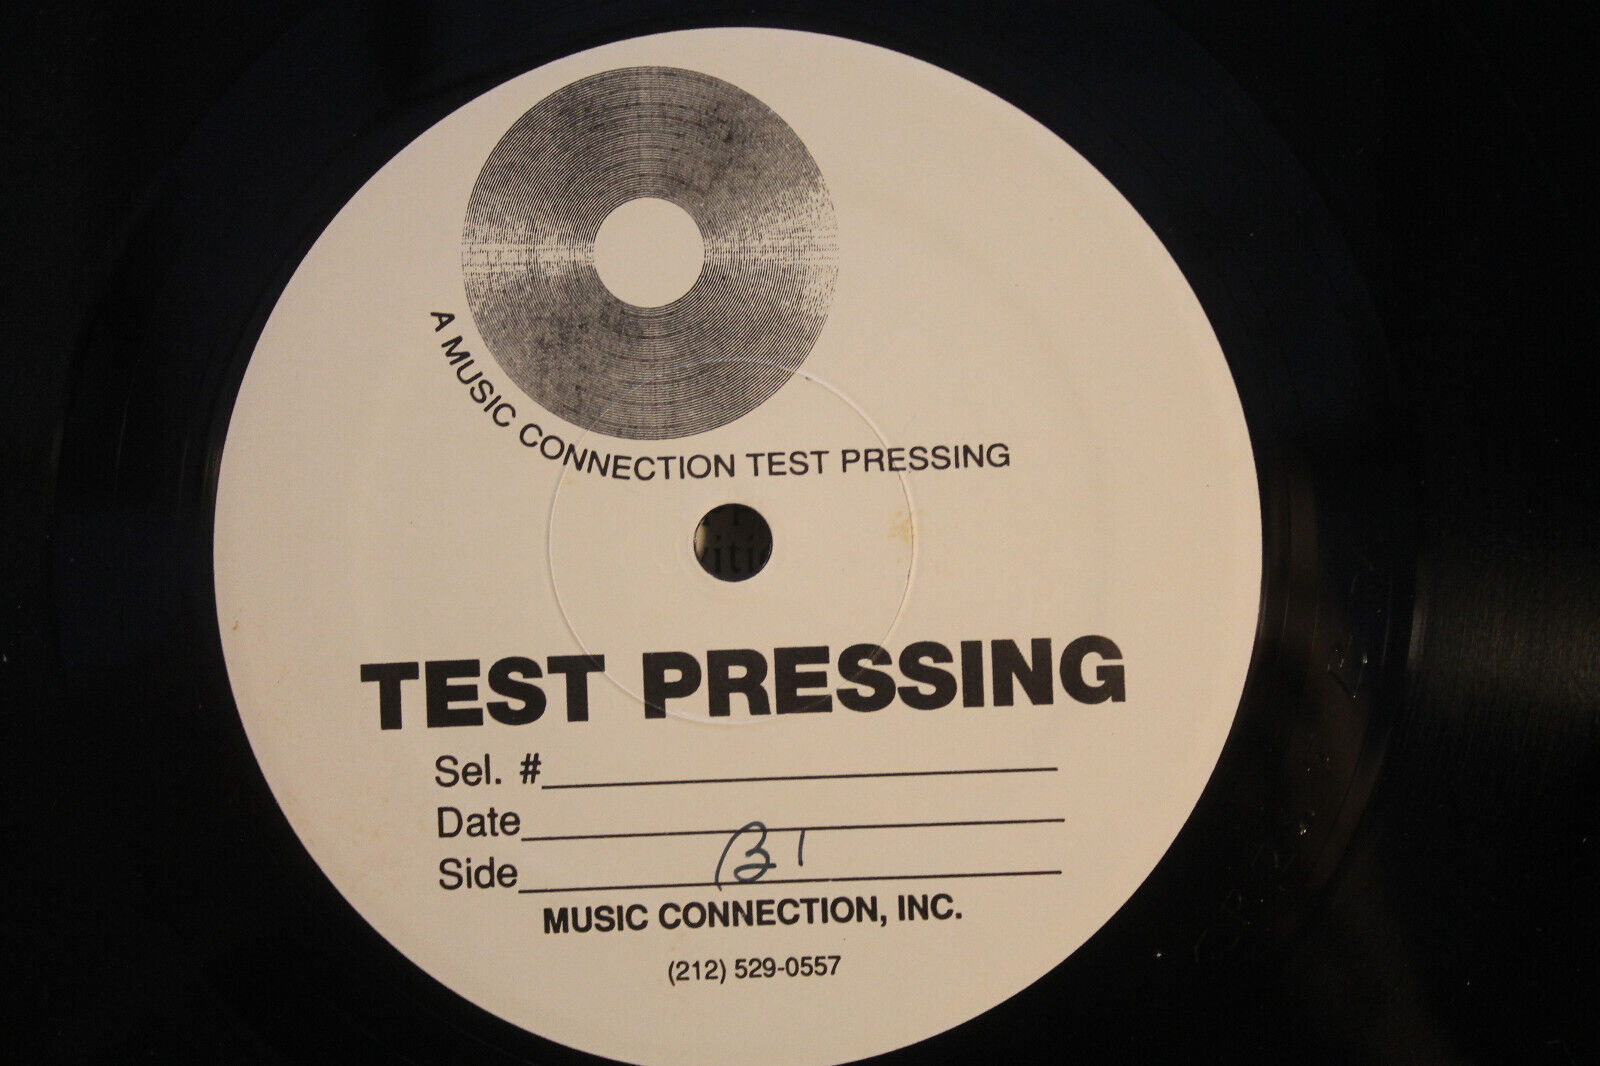 A MUSIC CONNECTION TEST PRESSING
TEST PRESSING
Sel. #
Date
Side B1
MUSIC CONNECTION, INC.
(212) 529-0557